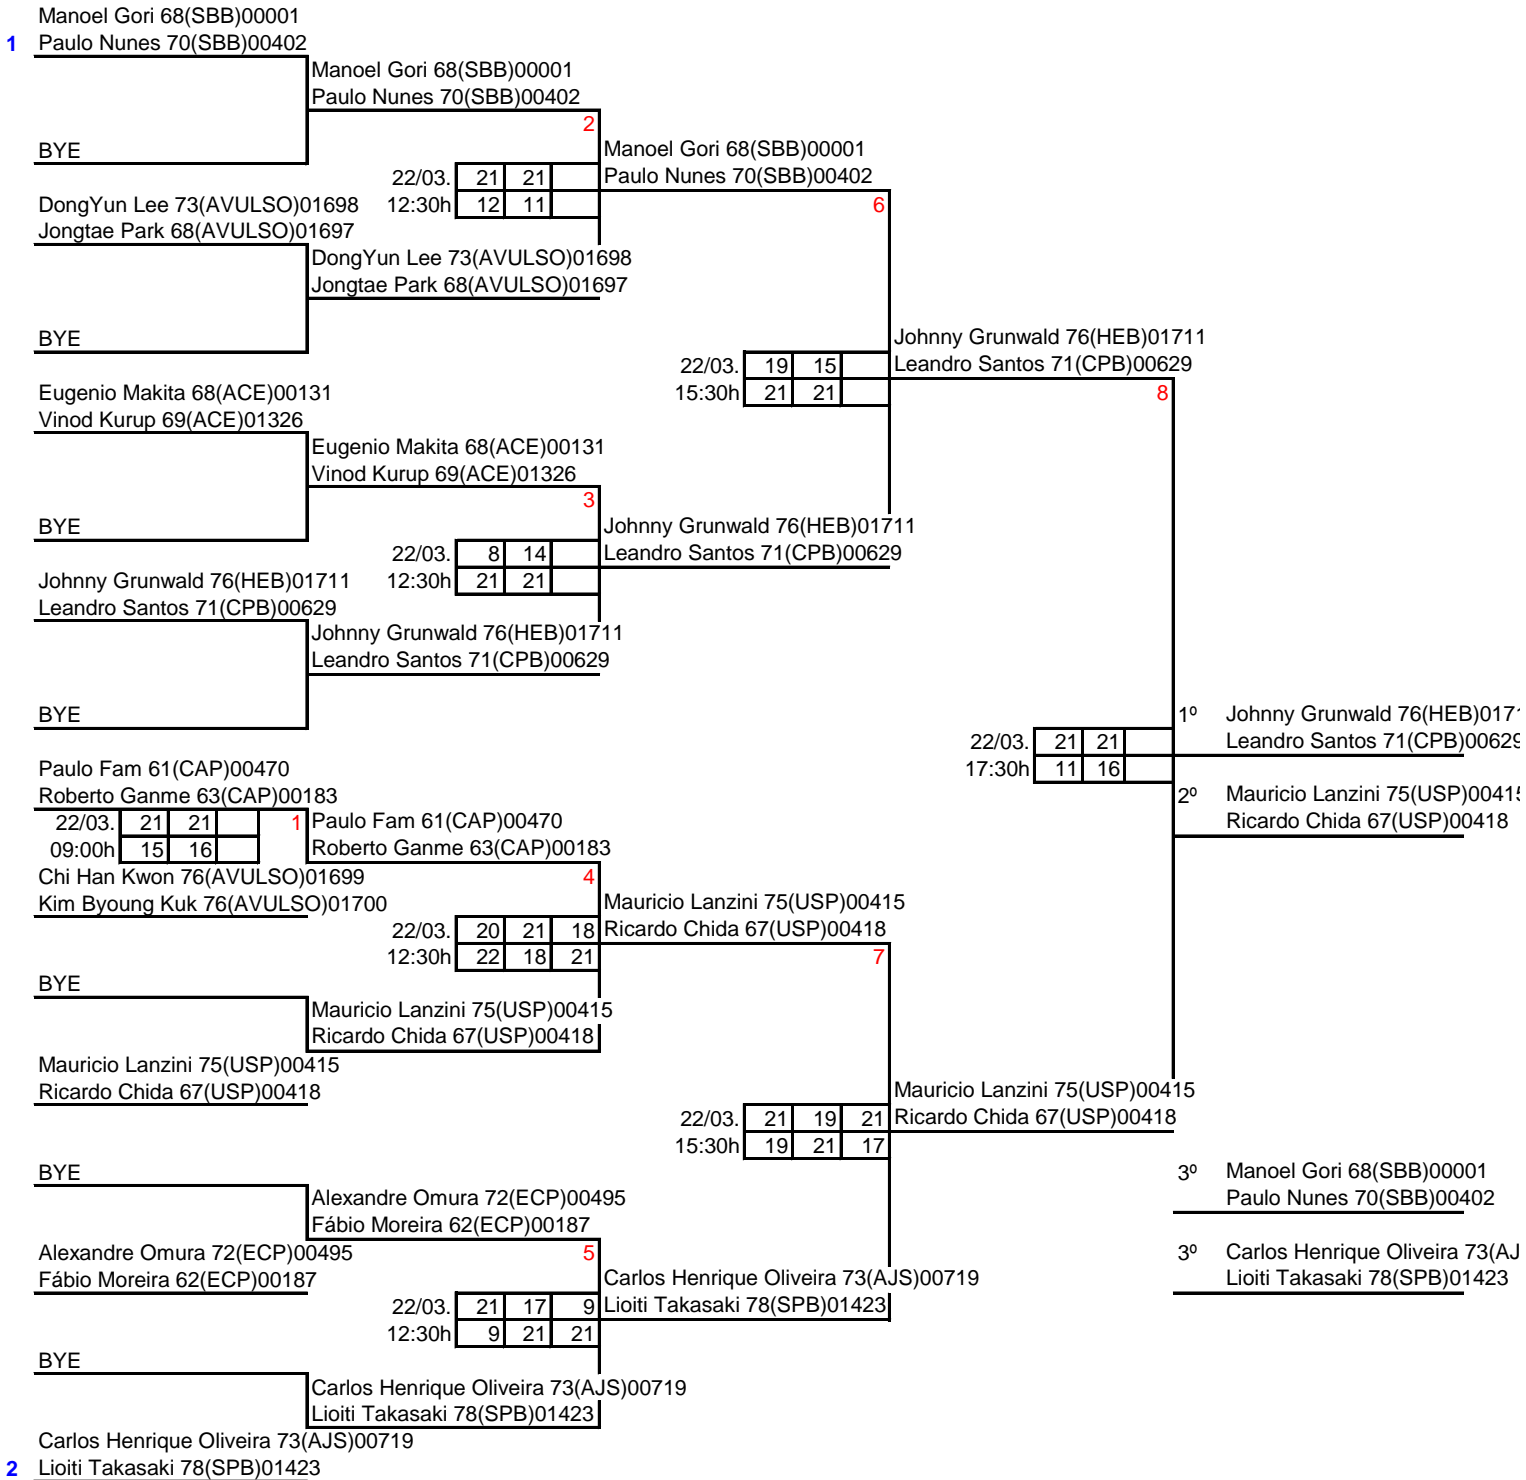 Manoel Gori 68(SBB)00001
1 Paulo Nunes 70(SBB)00402
Manoel Gori 68(SBB)00001
Paulo Nunes 70(SBB)00402
2
BYE
Manoel Gori 68(SBB)00001
22/03. 21 21 Paulo Nunes 70(SBB)00402
DongYun Lee 73(AVULSO)01698 12:30h 12 11 6
Jongtae Park 68(AVULSO)01697
DongYun Lee 73(AVULSO)01698
Jongtae Park 68(AVULSO)01697
BYE
Johnny Grunwald 76(HEB)01711
22/03. 19 15 Leandro Santos 71(CPB)00629
Eugenio Makita 68(ACE)00131 15:30h 21 21 8
Vinod Kurup 69(ACE)01326
Eugenio Makita 68(ACE)00131
Vinod Kurup 69(ACE)01326
3
BYE
Johnny Grunwald 76(HEB)01711
22/03. 8 14 Leandro Santos 71(CPB)00629
Johnny Grunwald 76(HEB)01711 12:30h 21 21
Leandro Santos 71(CPB)00629
Johnny Grunwald 76(HEB)01711
Leandro Santos 71(CPB)00629
BYE
1º Johnny Grunwald 76(HEB)0171
22/03. 21 21 Leandro Santos 71(CPB)00629
Paulo Fam 61(CAP)00470 17:30h 11 16
Roberto Ganme 63(CAP)00183 2º Mauricio Lanzini 75(USP)00415
22/03. 21 21 1 Paulo Fam 61(CAP)00470 Ricardo Chida 67(USP)00418
09:00h 15 16 Roberto Ganme 63(CAP)00183
Chi Han Kwon 76(AVULSO)01699 4
Kim Byoung Kuk 76(AVULSO)01700 Mauricio Lanzini 75(USP)00415
22/03. 20 21 18 Ricardo Chida 67(USP)00418
12:30h 22 18 21 7
BYE
Mauricio Lanzini 75(USP)00415
Ricardo Chida 67(USP)00418
Mauricio Lanzini 75(USP)00415
Ricardo Chida 67(USP)00418 Mauricio Lanzini 75(USP)00415
22/03. 21 19 21 Ricardo Chida 67(USP)00418
15:30h 19 21 17
BYE 3º Manoel Gori 68(SBB)00001
Alexandre Omura 72(ECP)00495 Paulo Nunes 70(SBB)00402
Fábio Moreira 62(ECP)00187
Alexandre Omura 72(ECP)00495 5 3º Carlos Henrique Oliveira 73(AJ
Fábio Moreira 62(ECP)00187 Carlos Henrique Oliveira 73(AJS)00719 Lioiti Takasaki 78(SPB)01423
22/03. 21 17 9 Lioiti Takasaki 78(SPB)01423
12:30h 9 21 21
BYE
Carlos Henrique Oliveira 73(AJS)00719
Lioiti Takasaki 78(SPB)01423
Carlos Henrique Oliveira 73(AJS)00719
2 Lioiti Takasaki 78(SPB)01423